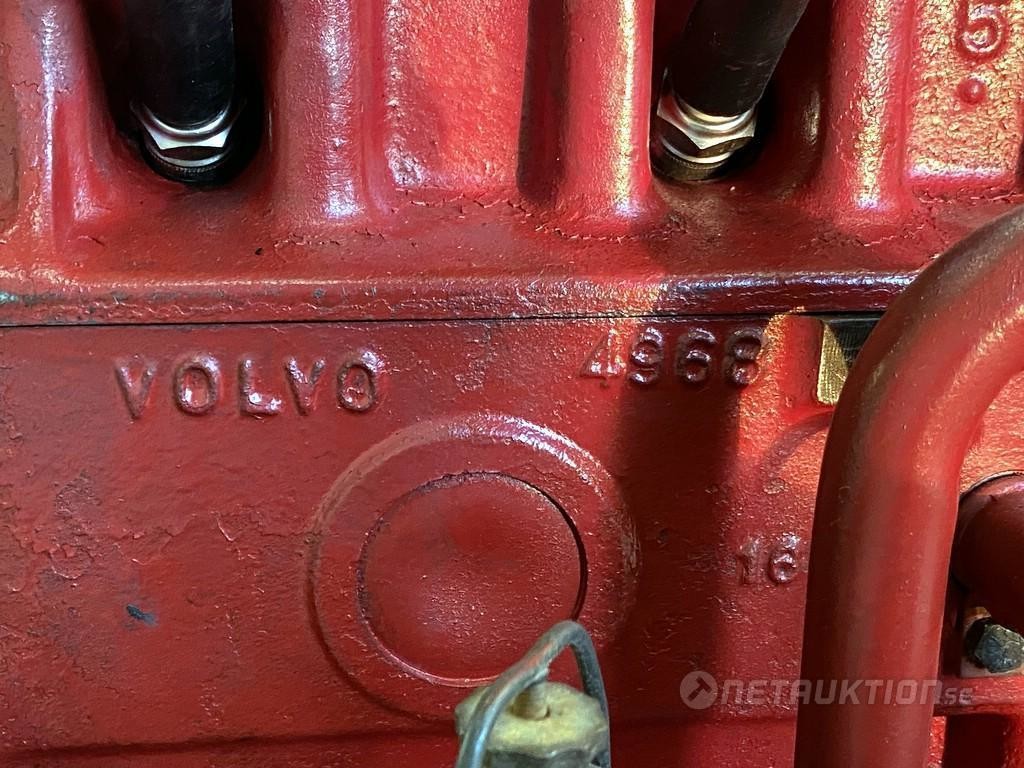 5.
VOLVO 4968
16
NETAUKTION.SE